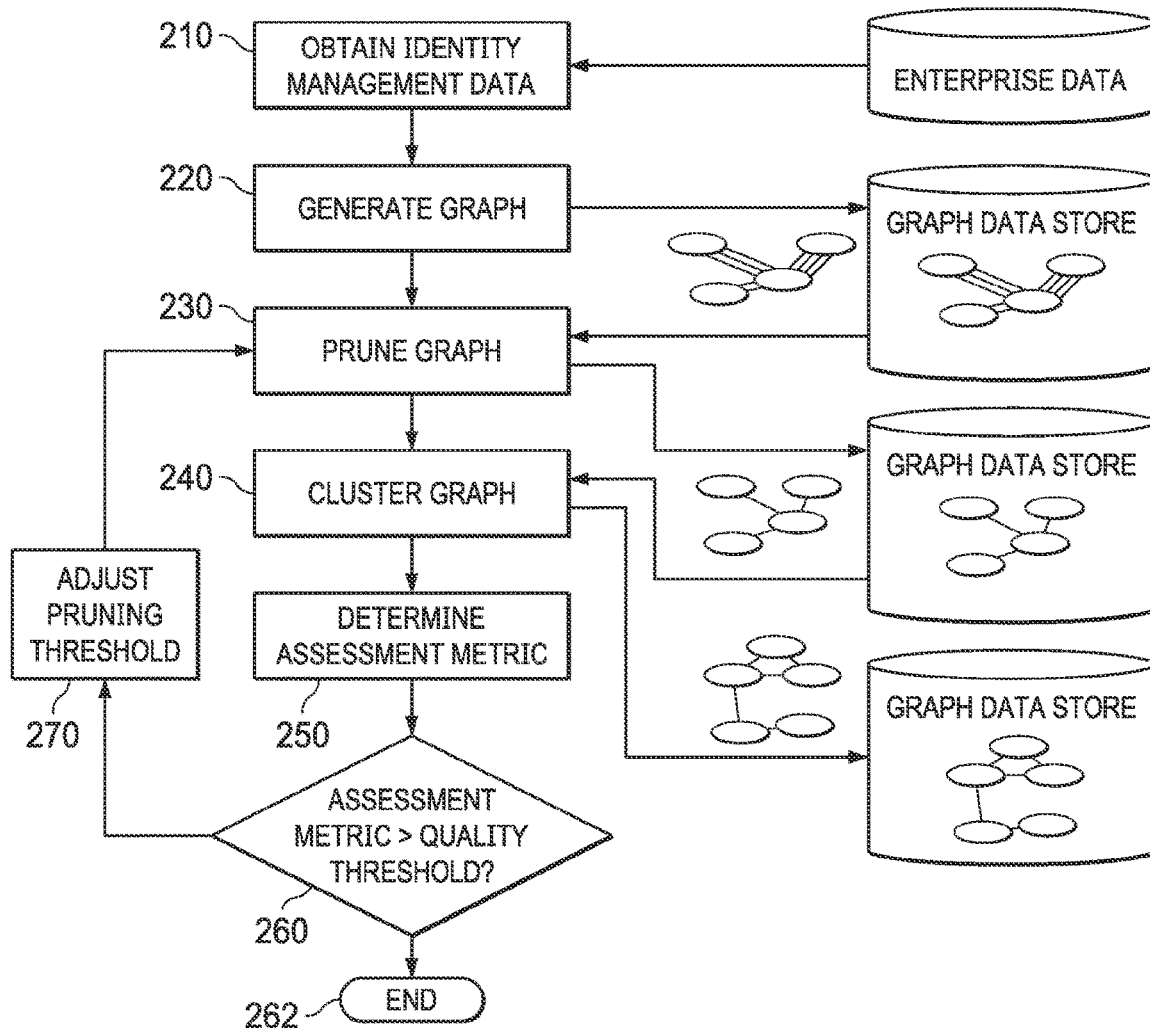 210
OBTAIN IDENTITY
MANAGEMENT DATA
ENTERPRISE DATA
220
GENERATE GRAPH
GRAPH DATA STORE
230
PRUNE GRAPH
240
CLUSTER GRAPH
GRAPH DATA STORE
ADJUST
PRUNING
THRESHOLD
270
DETERMINE
ASSESSMENT METRIC
250
GRAPH DATA STORE
ASSESSMENT
METRIC > QUALITY
THRESHOLD?
260
END
262